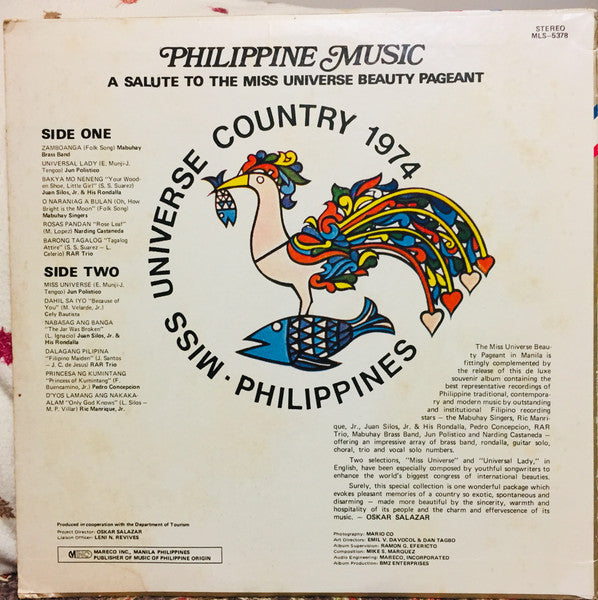 STEREO
MLS-5378
PHILIPPINE MUSIC
A SALUTE TO THE MISS UNIVERSE BEAUTY PAGEANT
MISS UNIVERSE COUNTRY 1974 • PHILIPPINES
SIDE ONE
ZAMBOANGA (Folk Song) Mabuhay
Brass Band
UNIVERSAL LADY (E. Munji-J.
Tengco) Jun Polistico
BAKYA MO NENENG "Your Wood-
en Shoe, Little Girl" (S. S. Suarez)
Juan Silos, Jr. & His Rondalla
O NARANIAG A BULAN (Oh, How
Bright is the Moon" (Folk Song)
Mabuhay Singers
ROSAS PANDAN "Rose Leaf"
(M. Lopez) Narding Castaneda
BARONG TAGALOG "Tagalog
Attire" (S. S. Suarez – L.
Celerio) RAR Trio
SIDE TWO
MISS UNIVERSE (E. Munji-J.
Tengco) Jun Polistico
DAHIL SA IYO "Because of
You" (M. Velarde, Jr.)
Cely Bautista
NABASAG ANG BANGA
"The Jar Was Broken"
(L. Ignacio) Juan Silos, Jr &
His Rondalla
DALAGANG PILIPINA
"Filipino Maiden" (J. Santos
– J. C. de Jesus) RAR Trio
PRINCESA NG KUMINTANG
"Princess of Kumintang" (F.
Buencamino, Jr.) Pedro Concepcion
D'YOS LAMANG ANG NAKAKA-
ALAM "Only God Knows" (L. Silos –
M. P. Villar) Ric Manrique, Jr.
The Miss Universe Beau-
ty Pageant in Manila is
fittingly complemented by
the release of this de luxe
souvenir album containing the
best representative recordings of
Philippine traditional, contempora-
ry and modern music by outstanding
and institutional Filipino recording
stars – the Mabuhay Singers, Ric Manri-
que, Jr., Juan Silos, Jr. & His Rondalla, Pedro Concepcion, RAR
Trio, Mabuhay Brass Band, Jun Polistico and Narding Castaneda –
offering an impressive array of brass band, rondalla, guitar solo,
choral, trio and vocal solo numbers.
Two selections, "Miss Universe" and "Universal Lady," in
English, have been especially composed by youthful songwriters to
enhance the world's biggest congress of international beauties.
Surely, this special collection is one wonderful package which
evokes pleasant memories of a country so exotic, spontaneous and
disarming – made more beautiful by the sincerity, warmth and
hospitality of its people and the charm and effervescence of its
music. – OSKAR SALAZAR
Produced in cooperation with the Department of Tourism
Project Director: OSKAR SALAZAR
Liaison Officer: LENI N. REVIVES
MARECO INC., MANILA PHILIPPINES
PUBLISHER OF MUSIC OF PHILIPPINE ORIGIN
Photography: MARIO CO
Art Directors: EMIL V. DAVOCOL & DAN TAGBO
Album Supervision: RAMON G. EFERICTO
Composition: MIKE S. MARQUEZ
Audio Engineering: MARECO, INCORPORATED
Album Production: BMZ ENTERPRISES